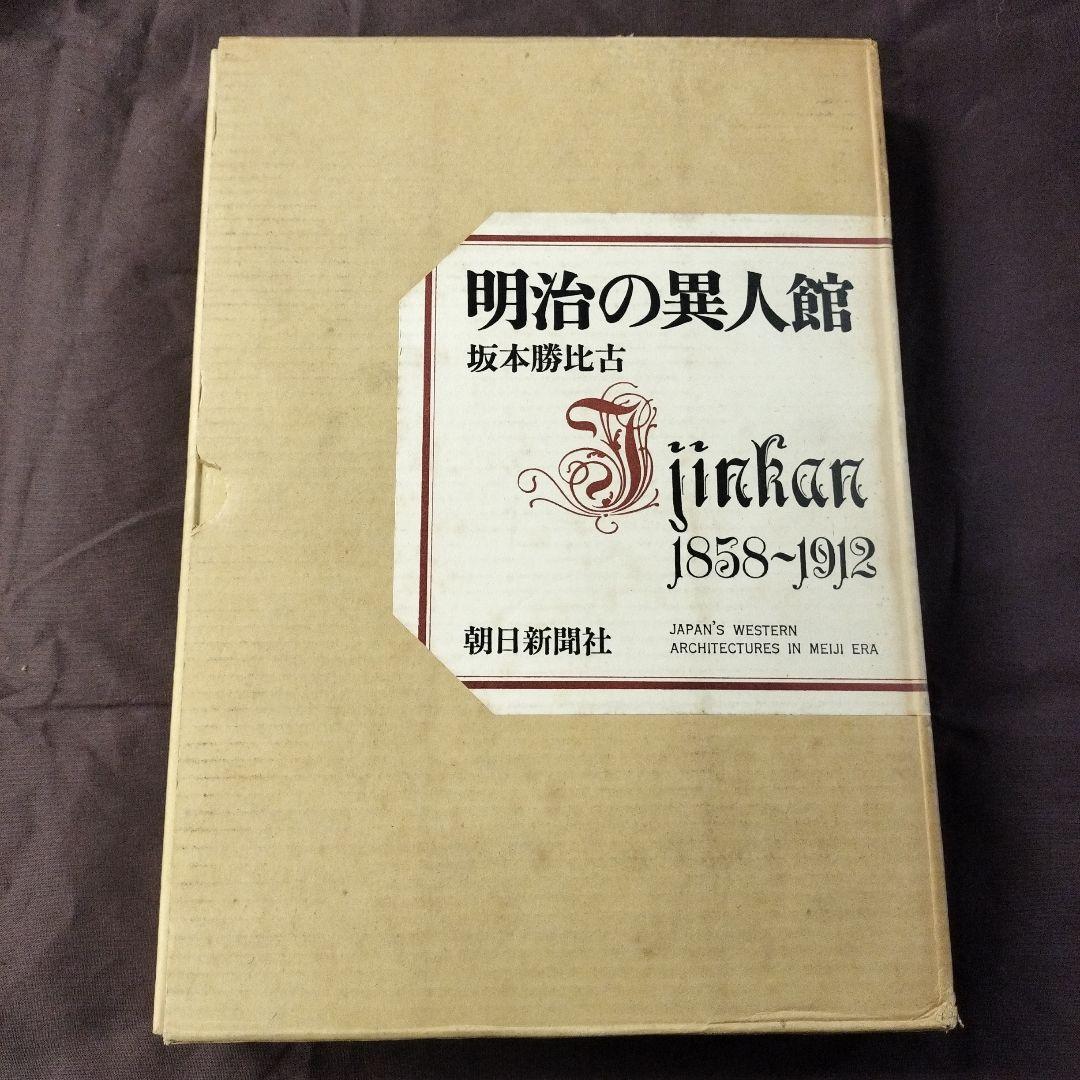 明治の異人館
坂本勝比古
Ijinkan
1858~1912
朝日新聞社
JAPAN'S WESTERN
ARCHITECTURES IN MEIJI ERA